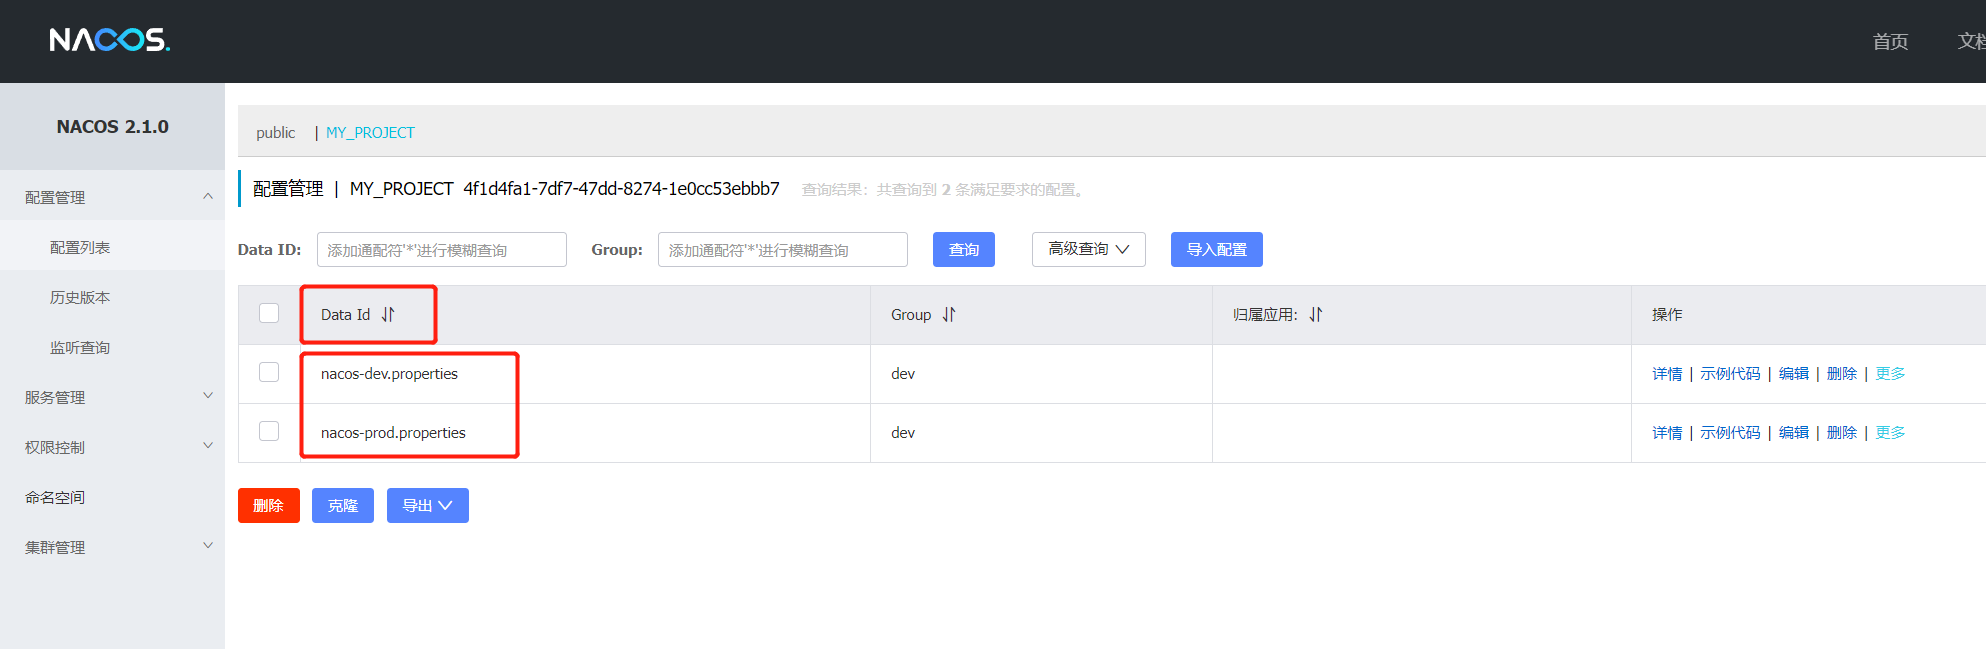 NACOS.
首页
文档
NACOS 2.1.0
配置管理
配置列表
历史版本
监听查询
服务管理
权限控制
命名空间
集群管理
public | MY_PROJECT
配置管理 | MY_PROJECT 4f1d4fa1-7df7-47dd-8274-1e0cc53ebbb7 查询结果：共查询到 2 条满足要求的配置。
Data ID: 添加通配符'*'进行模糊查询 Group: 添加通配符'*'进行模糊查询 查询 高级查询 导入配置
Data Id Group 归属应用: 操作
nacos-dev.properties dev 详情 | 示例代码 | 编辑 | 删除 | 更多
nacos-prod.properties dev 详情 | 示例代码 | 编辑 | 删除 | 更多
删除 克隆 导出